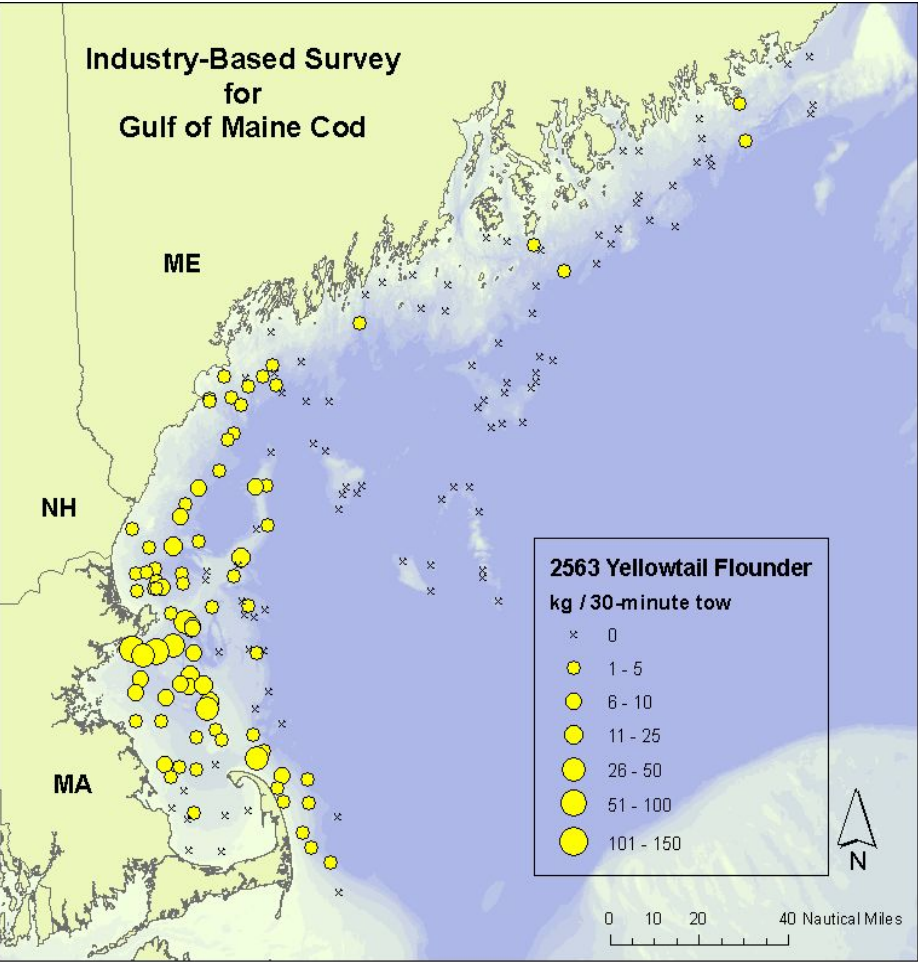 Industry-Based Survey
for
Gulf of Maine Cod
ME
NH
MA
2563 Yellowtail Flounder
kg / 30-minute tow
0
1 - 5
6 - 10
11 - 25
26 - 50
51 - 100
101 - 150
N
0 10 20 40 Nautical Miles